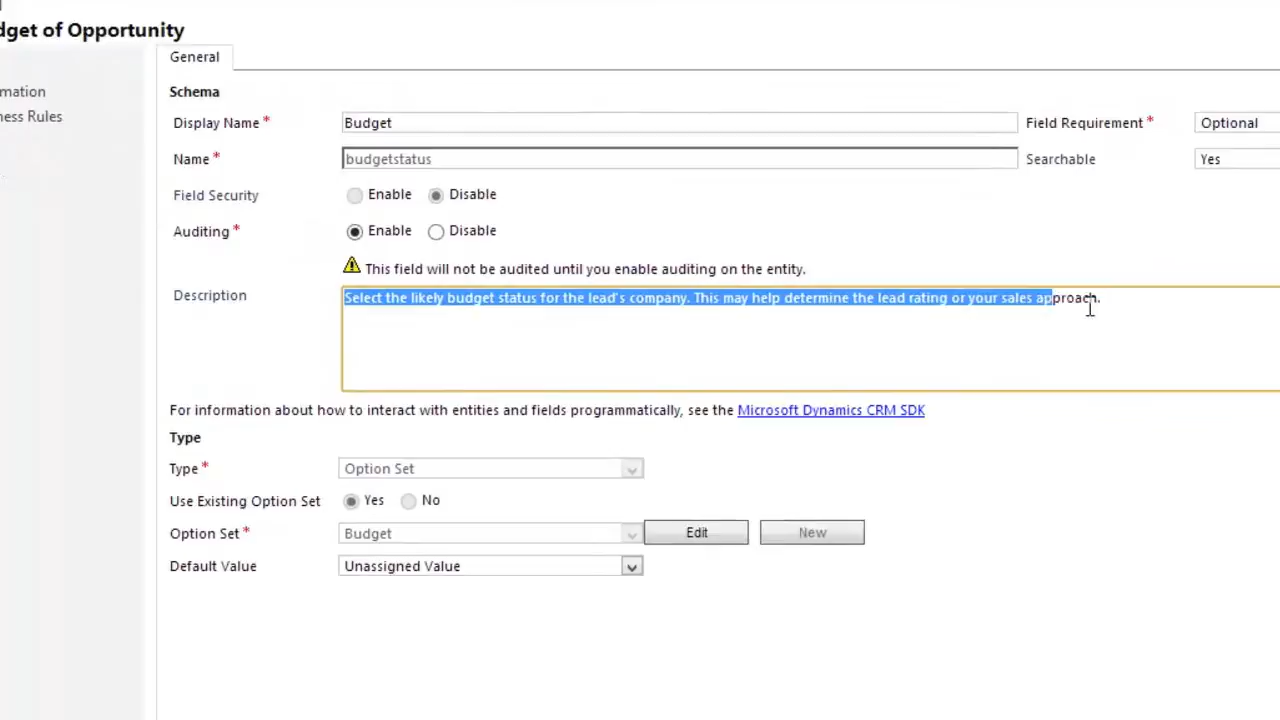 dget of Opportunity
General
mation
ness Rules
Schema
Display Name * Budget Field Requirement * Optional
Name * budgetstatus Searchable Yes
Field Security Enable Disable
Auditing * Enable Disable
This field will not be audited until you enable auditing on the entity.
Description Select the likely budget status for the lead's company. This may help determine the lead rating or your sales approach.
For information about how to interact with entities and fields programmatically, see the Microsoft Dynamics CRM SDK
Type
Type * Option Set
Use Existing Option Set Yes No
Option Set * Budget Edit New
Default Value Unassigned Value